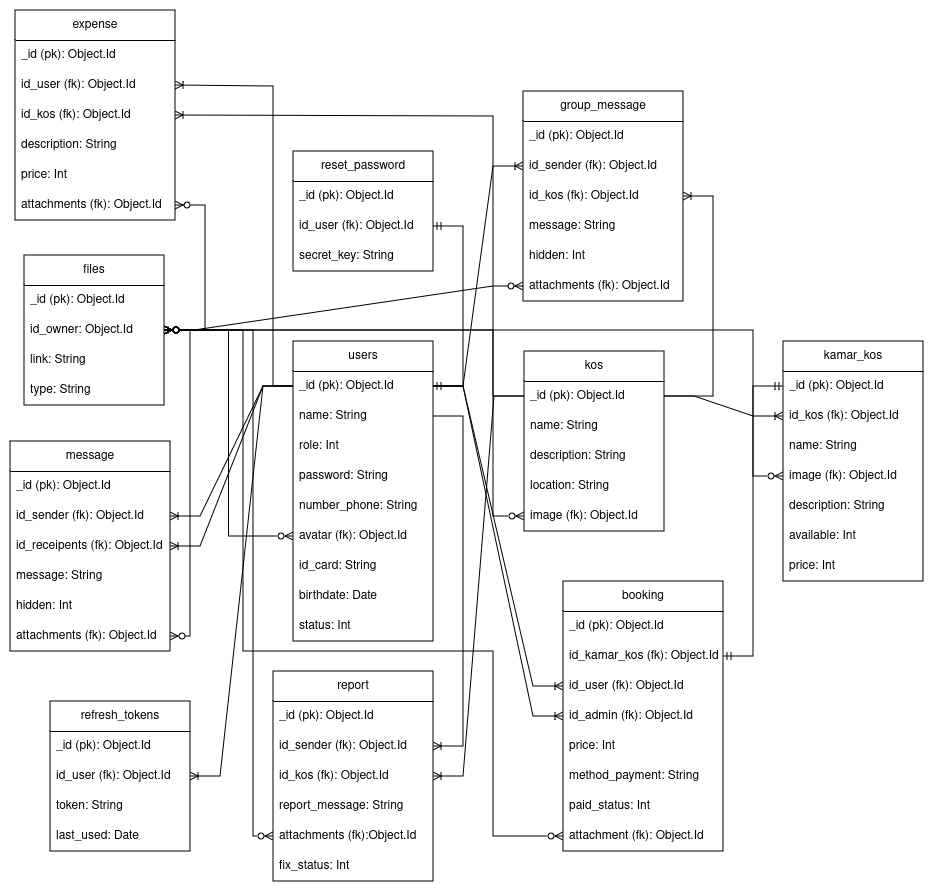 expense
_id (pk): Object.Id
id_user (fk): Object.Id
id_kos (fk): Object.Id
description: String
price: Int
attachments (fk): Object.Id
group_message
_id (pk): Object.Id
id_sender (fk): Object.Id
id_kos (fk): Object.Id
message: String
hidden: Int
attachments (fk): Object.Id
reset_password
_id (pk): Object.Id
id_user (fk): Object.Id
secret_key: String
files
_id (pk): Object.Id
id_owner: Object.Id
link: String
type: String
users
_id (pk): Object.Id
name: String
role: Int
password: String
number_phone: String
avatar (fk): Object.Id
id_card: String
birthdate: Date
status: Int
kos
_id (pk): Object.Id
name: String
description: String
location: String
image (fk): Object.Id
kamar_kos
_id (pk): Object.Id
id_kos (fk): Object.Id
name: String
image (fk): Object.Id
description: String
available: Int
price: Int
message
_id (pk): Object.Id
id_sender (fk): Object.Id
id_receipents (fk): Object.Id
message: String
hidden: Int
attachments (fk): Object.Id
booking
_id (pk): Object.Id
id_kamar_kos (fk): Object.Id
id_user (fk): Object.Id
id_admin (fk): Object.Id
price: Int
method_payment: String
paid_status: Int
attachment (fk): Object.Id
report
_id (pk): Object.Id
id_sender (fk): Object.Id
id_kos (fk): Object.Id
report_message: String
attachments (fk):Object.Id
fix_status: Int
refresh_tokens
_id (pk): Object.Id
id_user (fk): Object.Id
token: String
last_used: Date